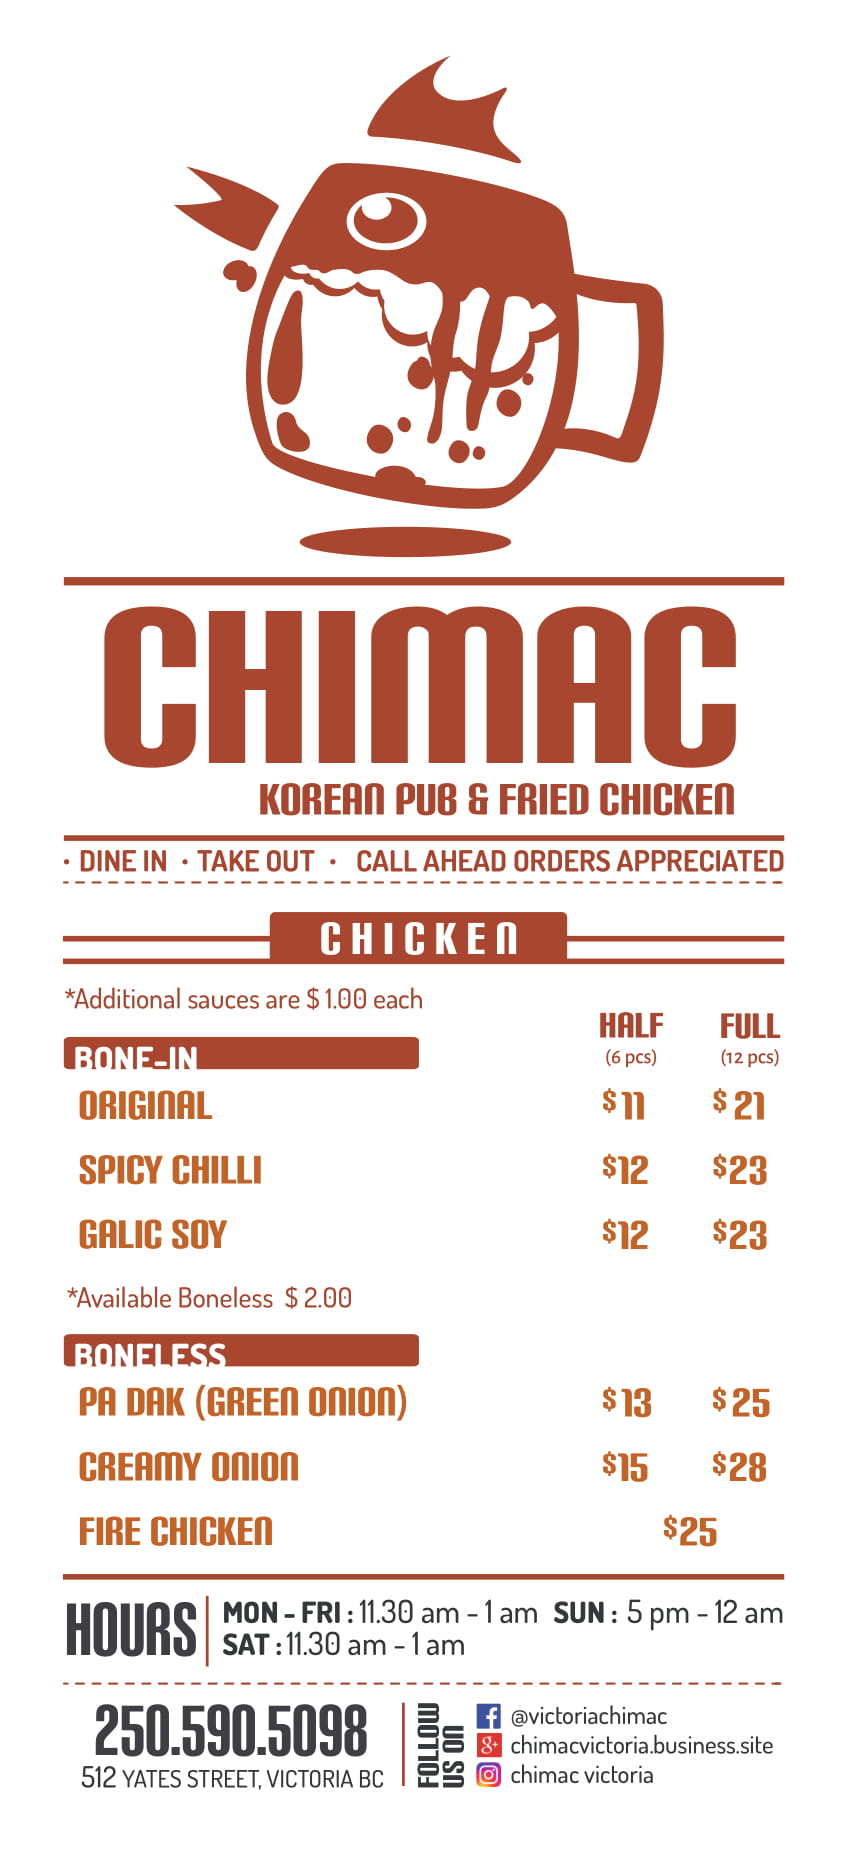 CHIMAC
KOREAN PUB & FRIED CHICKEN
· DINE IN · TAKE OUT · CALL AHEAD ORDERS APPRECIATED
CHICKEN
*Additional sauces are $ 1.00 each
HALF FULL
(6 pcs) (12 pcs)
BONE-IN
ORIGINAL $ 11 $ 21
SPICY CHILLI $12 $23
GALIC SOY $12 $23
*Available Boneless $ 2.00
BONELESS
PA DAK (GREEN ONION) $ 13 $ 25
CREAMY ONION $15 $28
FIRE CHICKEN $25
HOURS
MON - FRI : 11.30 am - 1 am SUN : 5 pm - 12 am
SAT : 11.30 am - 1 am
250.590.5098
512 YATES STREET, VICTORIA BC
FOLLOW
US ON
f @victoriachimac
g+ chimacvictoria.business.site
chimac victoria